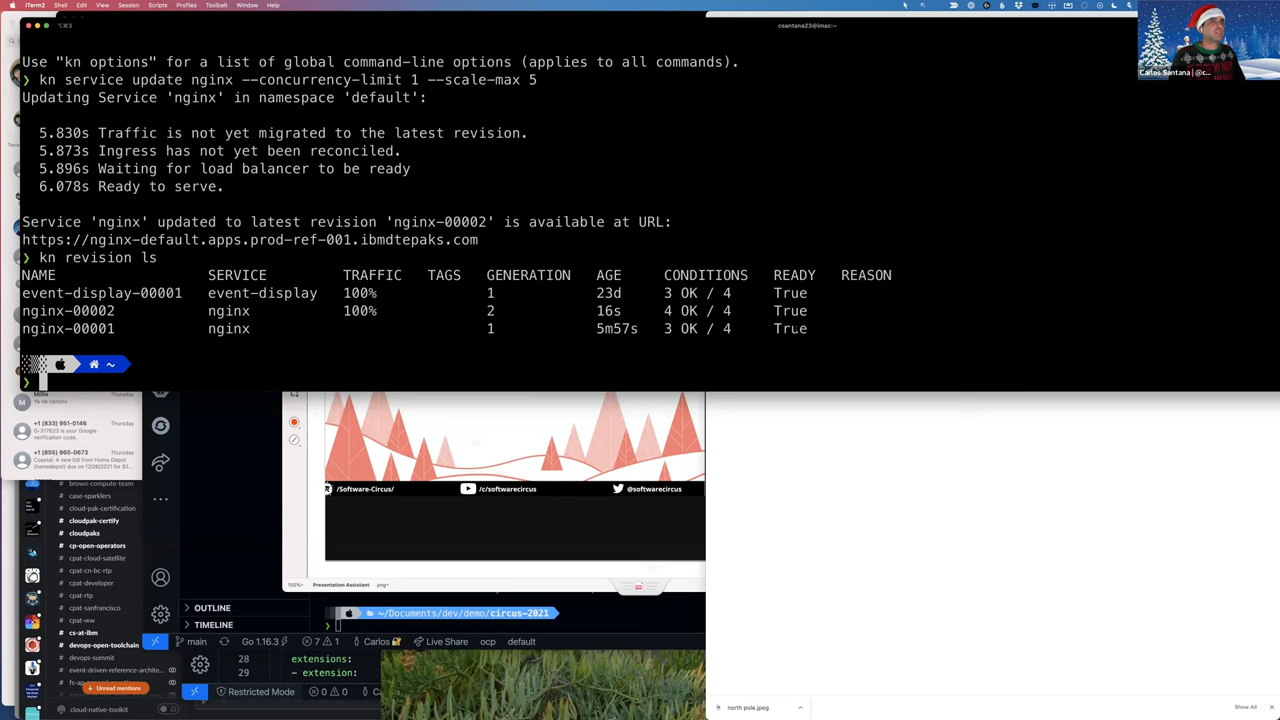 iTerm2 Shell Edit View Session Scripts Profiles Toolbelt Window Help
csantana23@imac:~
Use "kn options" for a list of global command-line options (applies to all commands).
❯ kn service update nginx --concurrency-limit 1 --scale-max 5
Updating Service 'nginx' in namespace 'default':
5.830s Traffic is not yet migrated to the latest revision.
5.873s Ingress has not yet been reconciled.
5.896s Waiting for load balancer to be ready
6.078s Ready to serve.
Service 'nginx' updated to latest revision 'nginx-00002' is available at URL:
https://nginx-default.apps.prod-ref-001.ibmdtepaks.com
❯ kn revision ls
NAME SERVICE TRAFFIC TAGS GENERATION AGE CONDITIONS READY REASON
event-display-00001 event-display 100% 1 23d 3 OK / 4 True
nginx-00002 nginx 100% 2 16s 4 OK / 4 True
nginx-00001 nginx 1 5m57s 3 OK / 4 True
~
❯
Carlos Santana | @c...
Millie Thursday
Ya de camino
M
+1 (833) 951-0146 Thursday
G-317623 is your Google
verification code.
+1 (855) 965-0673 Thursday
Coastal: A new bill from Home Depot
(homedepot) due on 12/26/2021 for $3...
# brown-compute-team
# case-sparklers
# cloud-pak-certification
# cloudpak-certify
# cloudpaks
# cp-open-operators
# cpat-cloud-satellite
# cpat-cn-bc-rtp
# cpat-developer
# cpat-rtp
# cpat-sanfrancisco
# cpat-ww
# cs-at-ibm
# devops-open-toolchain
# devops-summit
# event-driven-reference-archite...
Unread mentions
# cloud-native-toolkit
/Software-Circus/ /c/softwarecircus @softwarecircus
100% Presentation Assistant .png
OUTLINE
TIMELINE
~/Documents/dev/demo/circus-2021
❯
main Go 1.16.3 7 1 Carlos Live Share ocp default
28 extensions:
29 - extension:
Restricted Mode 0 0
north pole.jpeg
Show All